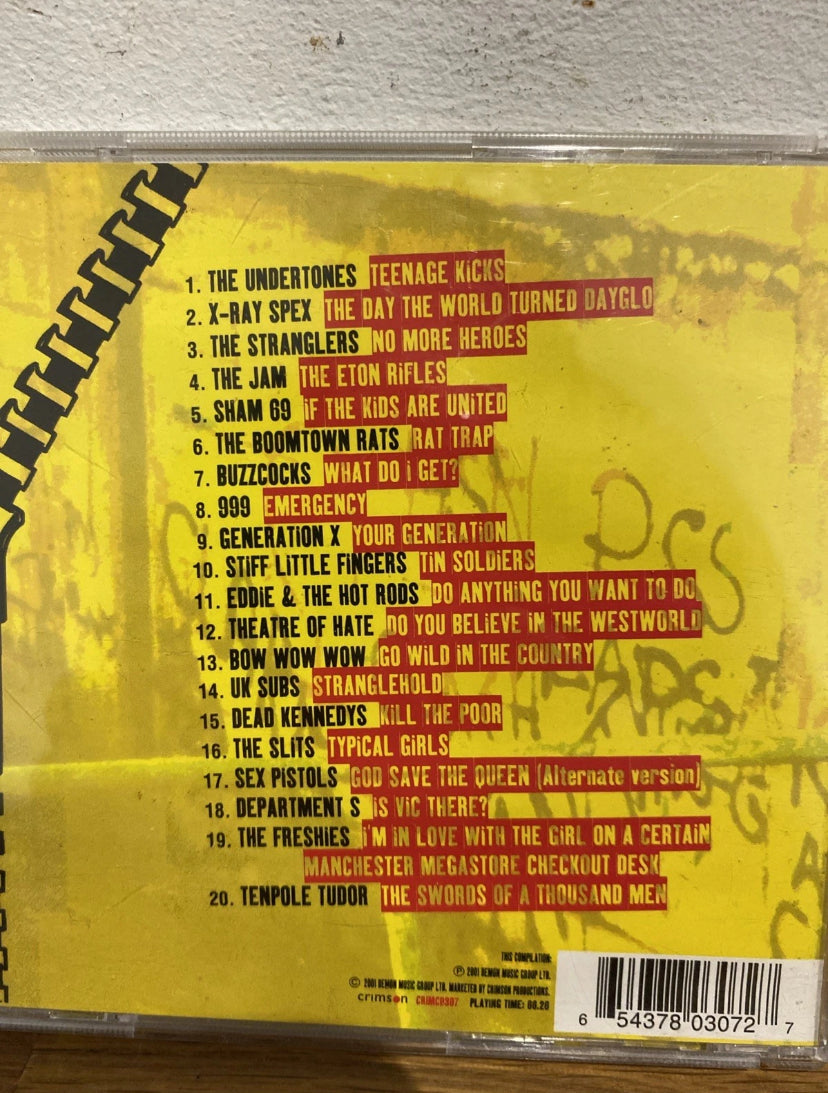 1. THE UNDERTONES TEENAGE KiCKS
2. X-RAY SPEX THE DAY THE WORLD TURNED DAYGLO
3. THE STRANGLERS NO MORE HEROES
4. THE JAM THE ETON RiFLES
5. SHAM 69 iF THE KiDS ARE UNiTED
6. THE BOOMTOWN RATS RAT TRAP
7. BUZZCOCKS WHAT DO i GET?
8. 999 EMERGENCY
9. GENERATiON X YOUR GENERATiON
10. STiFF LiTTLE FiNGERS TiN SOLDiERS
11. EDDiE & THE HOT RODS DO ANYTHiNG YOU WANT TO DO
12. THEATRE OF HATE DO YOU BELiEVE iN THE WESTWORLD
13. BOW WOW WOW GO WiLD iN THE COUNTRY
14. UK SUBS STRANGLEHOLD
15. DEAD KENNEDYS KiLL THE POOR
16. THE SLiTS TYPiCAL GiRLS
17. SEX PiSTOLS GOD SAVE THE QUEEN (Alternate version)
18. DEPARTMENT S iS ViC THERE?
19. THE FRESHiES i'M iN LOVE WiTH THE GiRL ON A CERTAiN
MANCHESTER MEGASTORE CHECKOUT DESK
20. TENPOLE TUDOR THE SWORDS OF A THOUSAND MEN
THIS COMPILATION:
℗ 2001 DEMON MUSIC GROUP LTD.
© 2001 DEMON MUSIC GROUP LTD. MARKETED BY CRIMSON PRODUCTIONS.
crimson CRIMCD307 PLAYING TIME:
6 54378 03072 7